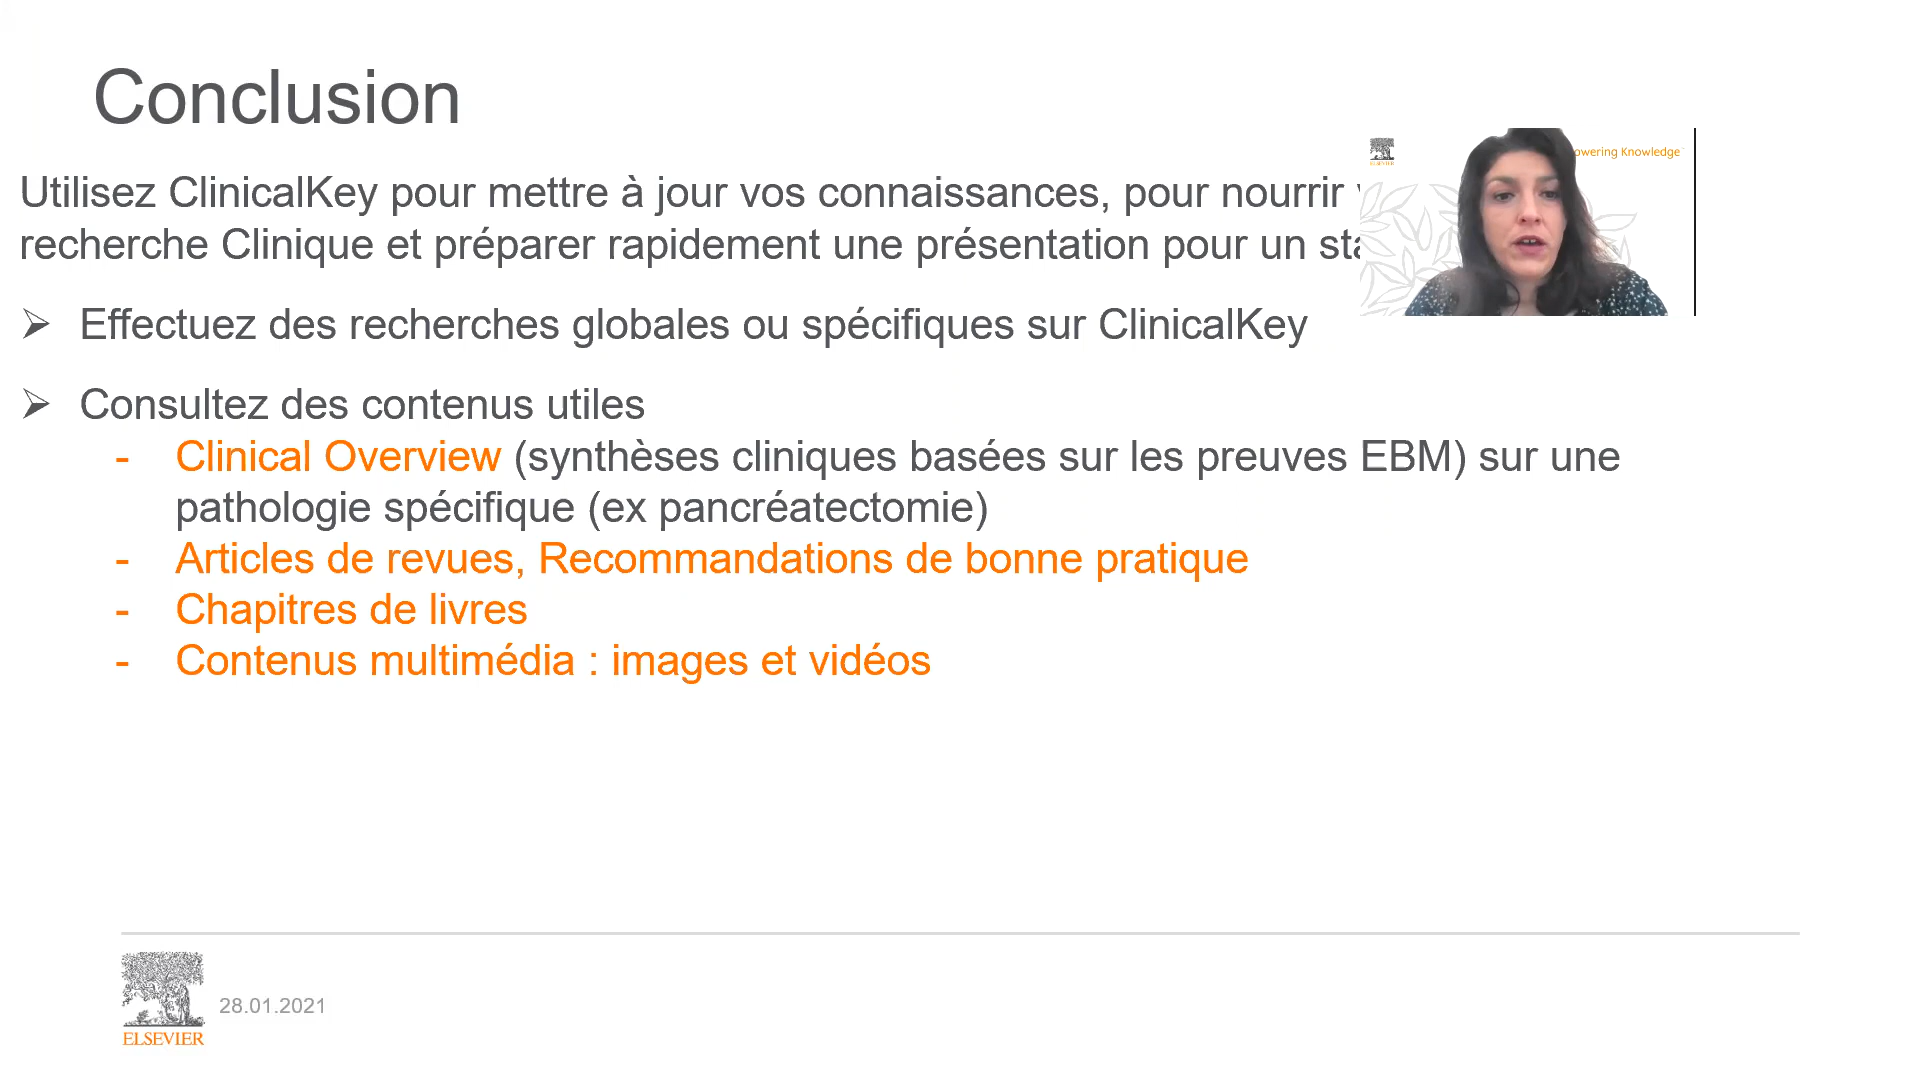 Conclusion
Utilisez ClinicalKey pour mettre à jour vos connaissances, pour nourrir
recherche Clinique et préparer rapidement une présentation pour un
➢ Effectuez des recherches globales ou spécifiques sur ClinicalKey
➢ Consultez des contenus utiles
- Clinical Overview (synthèses cliniques basées sur les preuves EBM) sur une
pathologie spécifique (ex pancréatectomie)
- Articles de revues, Recommandations de bonne pratique
- Chapitres de livres
- Contenus multimédia : images et vidéos
Knowledge
28.01.2021
ELSEVIER